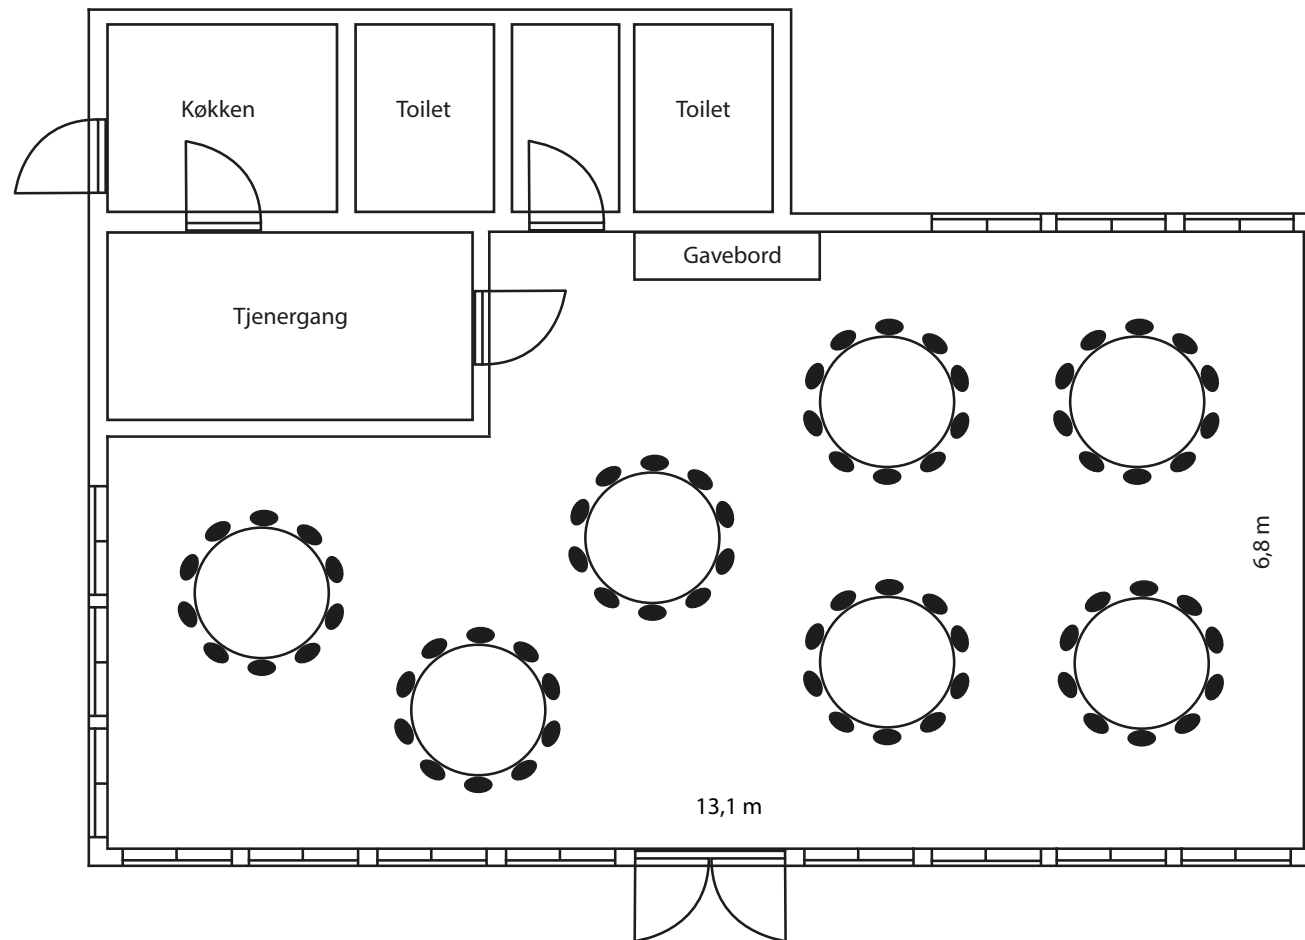 Køkken
Toilet
Toilet
Gavebord
Tjenergang
6,8 m
13,1 m